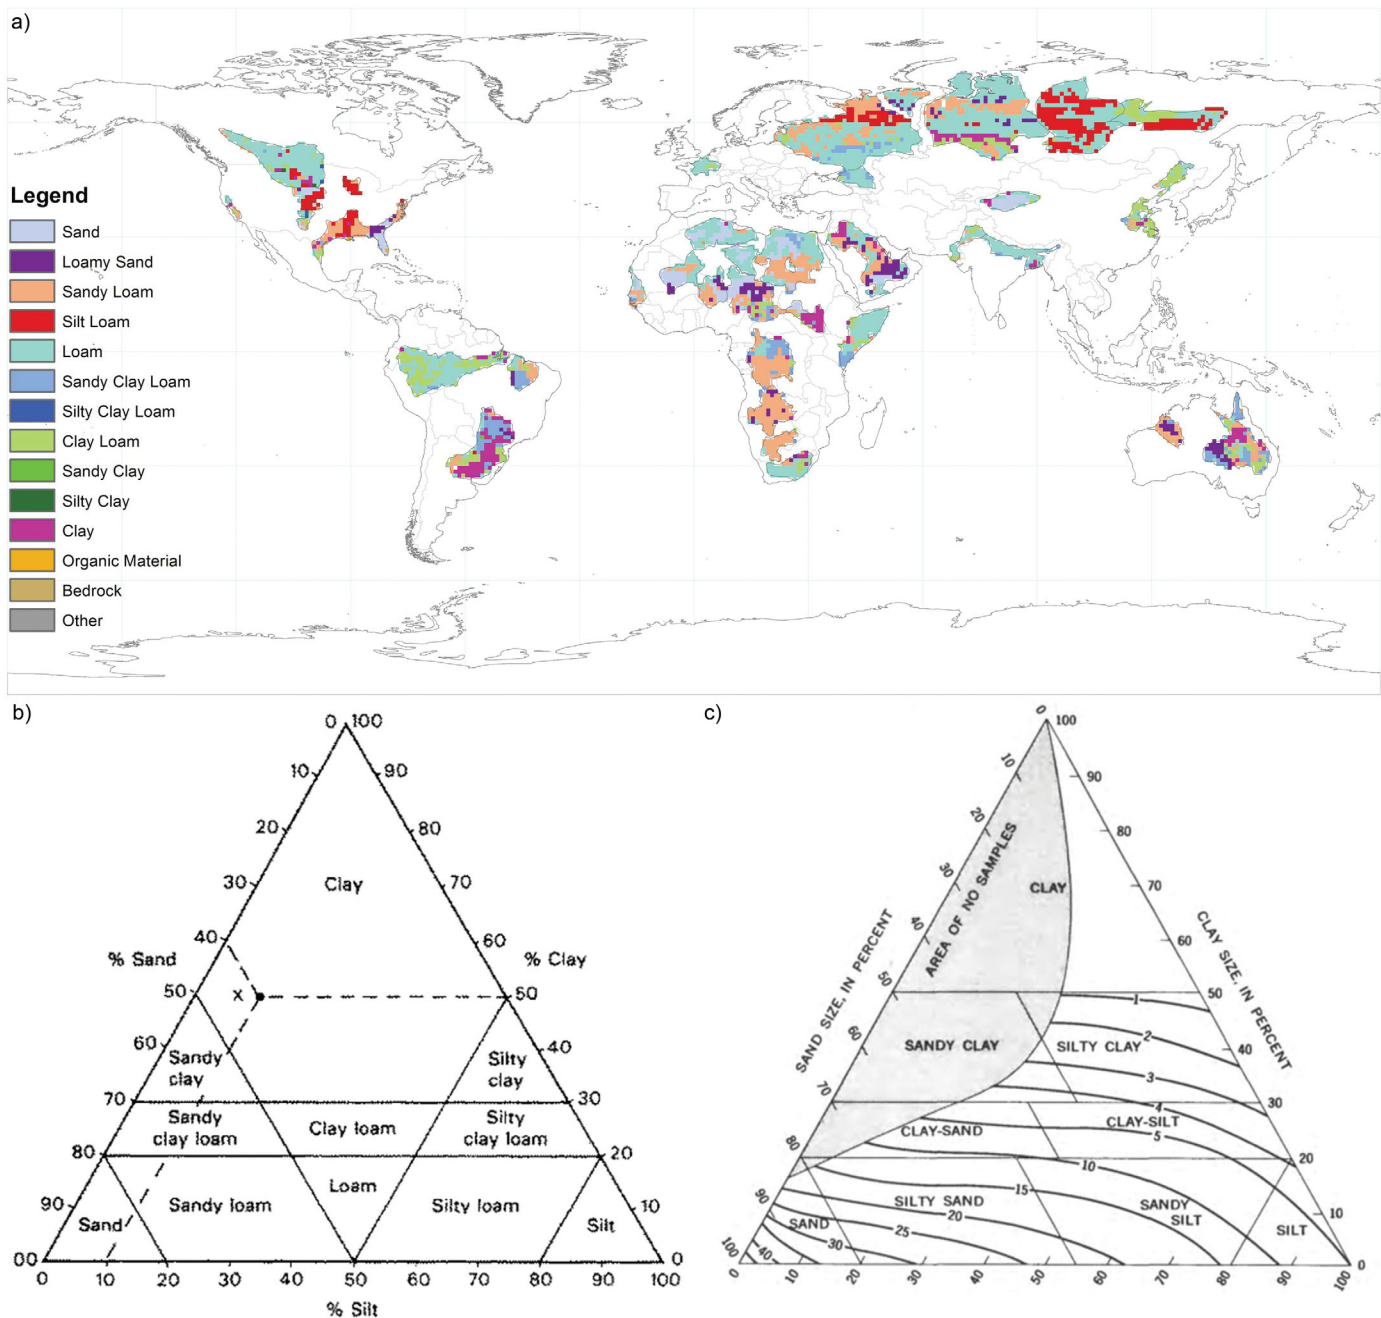 a)
Legend
Sand
Loamy Sand
Sandy Loam
Silt Loam
Loam
Sandy Clay Loam
Silty Clay Loam
Clay Loam
Sandy Clay
Silty Clay
Clay
Organic Material
Bedrock
Other
b)
0 100
10 90
20 80
30 Clay 70
40 60
% Sand % Clay
50 x 50
60 40
Sandy clay Silty clay
70 30
Sandy clay loam Clay loam Silty clay loam
80 20
Loam
90 Sandy loam Silty loam 10
Sand Silt
00 0
0 10 20 30 40 50 60 70 80 90 100
% Silt
c)
0 100
10 90
20 80
30 CLAY 70
AREA OF NO SAMPLES
40 60
SAND SIZE, IN PERCENT
CLAY SIZE, IN PERCENT
50 1 50
60 2 40
SANDY CLAY SILTY CLAY
70 3 30
4
CLAY-SAND CLAY-SILT
5
80 10 20
15
90 SILTY SAND SANDY SILT 10
20
SAND 25 SILT
30
100 40 0
0 10 20 30 40 50 60 70 80 90 100